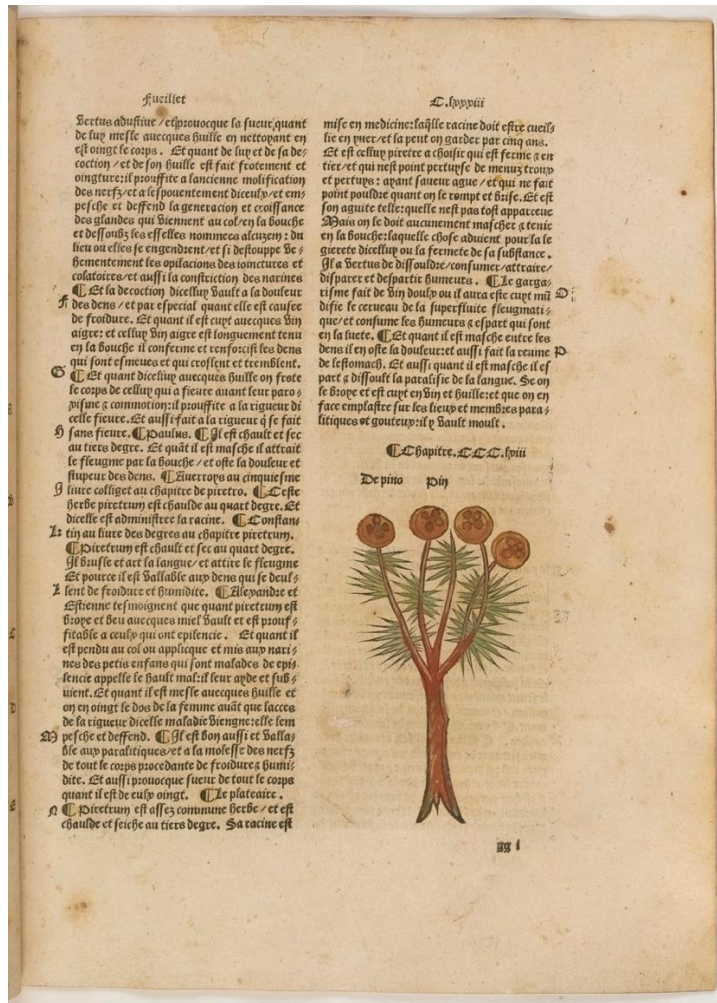 Fueillet
C.lxxviii
Vertus adustiue / et prouocque la sueur, quant
de luy mesle auecques huille en nettoyant en
est oingt le corps. Et quant de luy et de sa de-
coction / et de son huille est fait frotement et
oingture: il prouffite a lancienne molification
des nerfz / et a lespouentement dicelux / et em-
pesche et deffend la generacion et croissance
des glandes qui viennent au col / en la bouche
et dessoubz les esselles nommees alcuzen: du
lieu ou elles se engendrent / et si destouppe ve-
hementement les opilacions des ioinctures et
colatoires / et aussi la constriction des narines
¶ Et la decoction dicelluy vault a la douleur
F des dens / et par especial quant elle est causee
de froidure. Et quant il est cuyt auecques vin
aigre: et celluy vin aigre est longuement tenu
en la bouche il conferme et renforcist les dens
qui sont esmeues et qui croslent et tremblent.
G ¶ Et quant dicelluy auecques huille on frote
le corps de celluy qui a fieure auant leur paro-
xisme & commotion: il prouffite a la rigueur di
celle fieure. Et aussi fait a la rigueur q̄ se fait
H sans fieure. ¶ Paulus. ¶ Il est chault et sec
au tiers degre. Et quāt il est masche il attrait
le fleugme par la bouche / et oste la douleur et
stupeur des dens. ¶ Auerroys au cinquiesme
I liure colliget au chapitre de piretro. ¶ Ceste
herbe piretrum est chaulde au quart degre. Et
dicelle est administree la racine. ¶ Constan-
K tin au liure des degres au chapitre piretrum.
¶ Piretrum est chault et sec au quart degre.
Il brusle et art la langue / et attire le fleugme
Et pource il est vallable aux dens qui se deul-
L lent de froidure et humidite. ¶ Alexandre et
Estienne tesmoignent que quant piretrum est
broye et beu auecques miel vault et est prouf-
fitable a ceulx qui ont epilencie. Et quant il
est pendu au col ou applicque et mis aux nari-
nes des petis enfans qui sont malades de epi-
lencie appelle le hault mal: il leur ayde et sub-
uient. Et quant il est mesle auecques huille et
on en oingt le dos de la femme auāt que lacces
de la rigueur dicelle maladie viengne: elle lem
M pesche et deffend. ¶ Il est bon aussi et valla-
ble aux paralitiques / et a la molesse des nerfz
de tout le corps procedante de froidure & humi-
dite. Et aussi prouocque sueur de tout le corps
quant il est de eulx oingt. ¶ Le plateaire.
N ¶ Piretrum est assez commune herbe / et est
chaulde et seiche au tiers degre. Sa racine est
mise en medicine: laq̄lle racine doit estre cueil-
lie en yuer / et la peut on garder par cinq ans.
Et est celluy piretre a choisir qui est ferme & en
tier / et qui nest point pertuyse de menuz troux
et pertuys: ayant saueur ague / et qui ne fait
point pouldre quant on le rompt et brise. Et est
son aguite telle: quelle nest pas tost apparceue
Mais on le doit aucunement mascher & tenir
en la bouche: laquelle chose aduient pour la le
gierete dicelluy ou la fermete de sa substance.
Il a vertus de dissouldre / consumer / attraire /
disparer et despartir humeurs. ¶ Le garga-
risme fait de vin doulx ou il aura este cuyt mū O
difie le cerueau de la superfluite fleugmati-
que / et consume les humeurs & espart qui sont
en la luete. ¶ Et quant il est masche entre les
dens il en oste la douleur: et aussi fait la reume P
de lestomach. Et aussi quant il est masche il es
part & dissoult la paralisie de la langue. Se on
le broye et est cuyt en vin et huille: et que on en
face emplastre sur les lieux et membres para-
litiques et gouteux: il y vault moult.
¶ Chapitre. CCC. lviii
De pino Pin
gg i